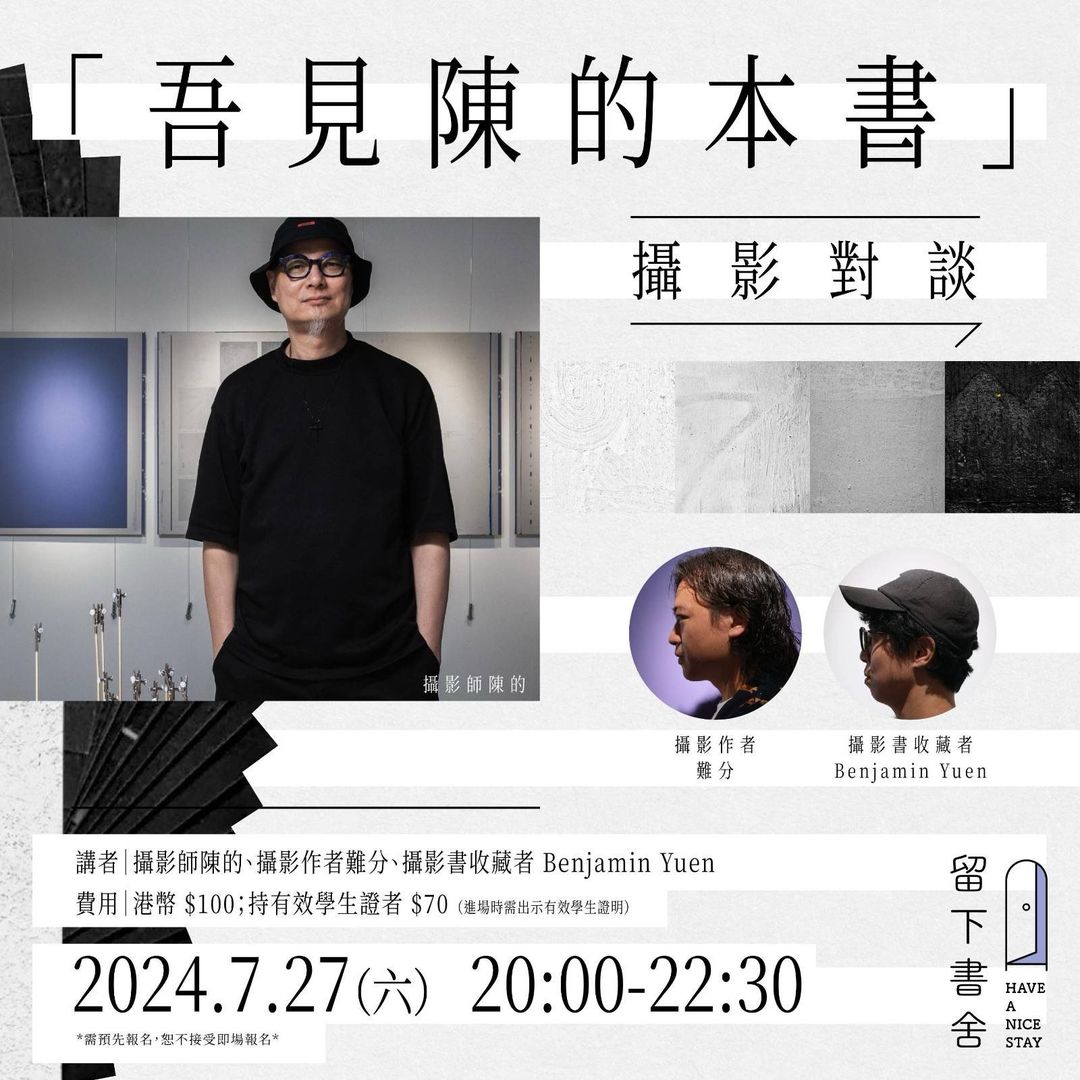 「吾見陳的本書」
攝影對談
攝影師陳的
攝影作者
難分
攝影書收藏者
Benjamin Yuen
講者|攝影師陳的、攝影作者難分、攝影書收藏者 Benjamin Yuen
費用|港幣 $100;持有效學生證者 $70 (進場時需出示有效學生證明)
2024.7.27(六) 20:00-22:30
*需預先報名,恕不接受即場報名*
留下書舍
HAVE
A
NICE
STAY